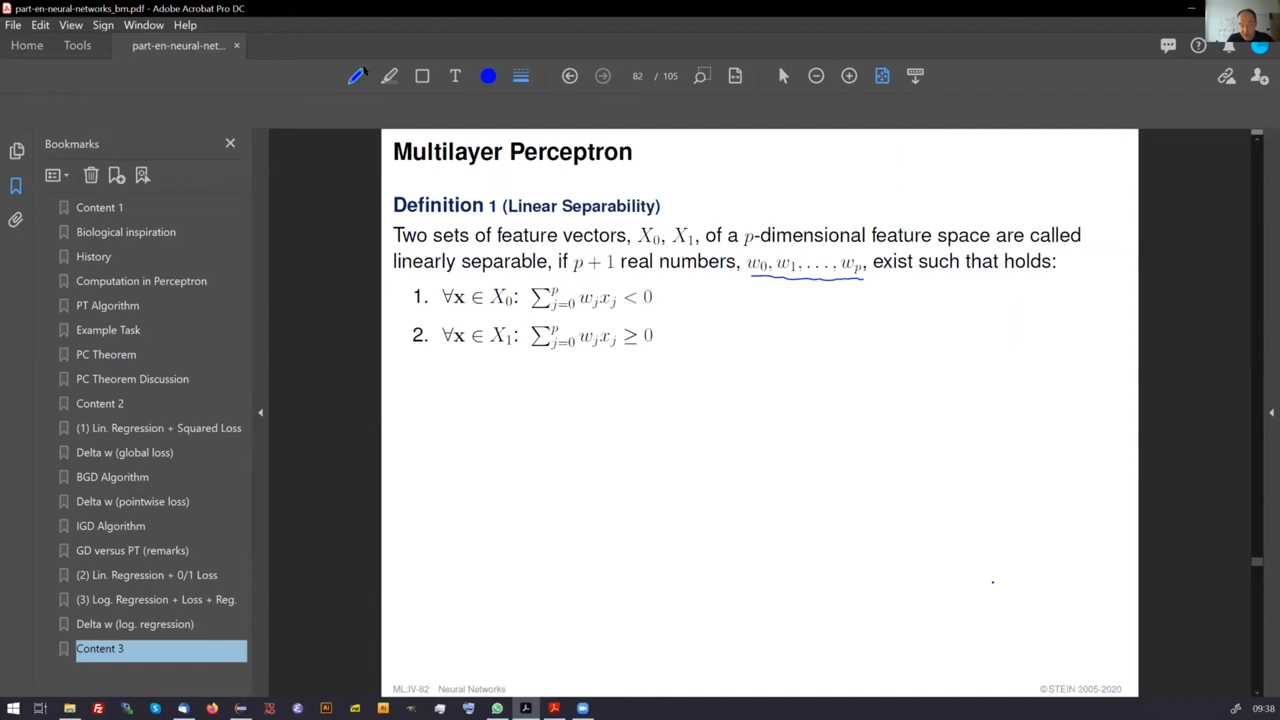 part-en-neural-networks_bm.pdf - Adobe Acrobat Pro DC
File Edit View Sign Window Help
Home Tools part-en-neural-net... ×
82 / 105
Bookmarks
Content 1
Biological inspiration
History
Computation in Perceptron
PT Algorithm
Example Task
PC Theorem
PC Theorem Discussion
Content 2
(1) Lin. Regression + Squared Loss
Delta w (global loss)
BGD Algorithm
Delta w (pointwise loss)
IGD Algorithm
GD versus PT (remarks)
(2) Lin. Regression + 0/1 Loss
(3) Log. Regression + Loss + Reg.
Delta w (log. regression)
Content 3
Multilayer Perceptron
Definition 1 (Linear Separability)
Two sets of feature vectors, X₀, X₁, of a p-dimensional feature space are called
linearly separable, if p + 1 real numbers, w₀, w₁, . . . , wₚ, exist such that holds:
1. ∀x ∈ X₀: ∑ᵖⱼ₌₀ wⱼxⱼ < 0
2. ∀x ∈ X₁: ∑ᵖⱼ₌₀ wⱼxⱼ ≥ 0
ML:IV-82 Neural Networks ©STEIN 2005-2020
09:38